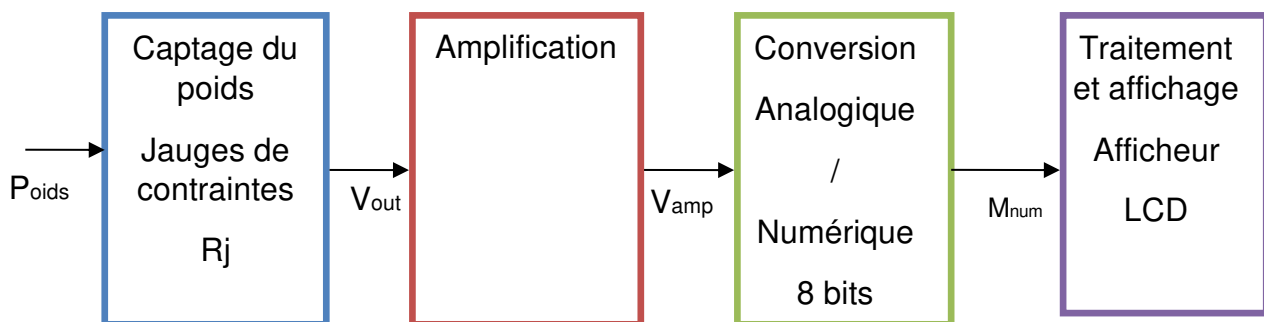 Poids
Captage du
poids
Jauges de
contraintes
Rj
Vout
Amplification
Vamp
Conversion
Analogique
/
Numérique
8 bits
Mnum
Traitement
et affichage
Afficheur
LCD